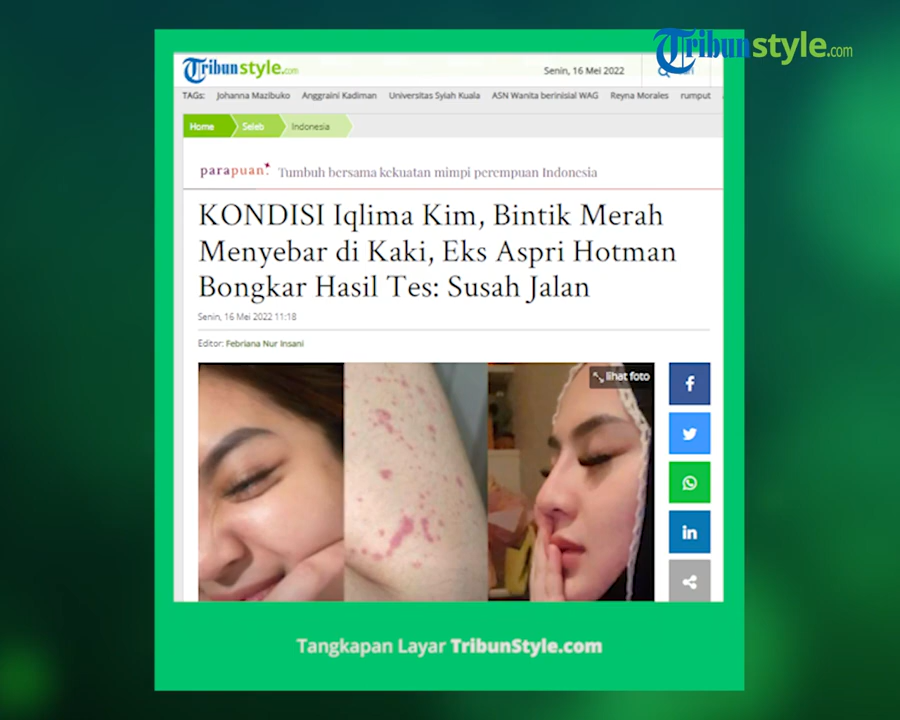 Tribunstyle.com
Tribunstyle.com
Senin, 16 Mei 2022
TAGs: Johanna Mazibuko Anggraini Kadiman Universitas Syiah Kuala ASN Wanita berinisial WAG Reyna Morales rumput
Home Seleb Indonesia
parapuan. Tumbuh bersama kekuatan mimpi perempuan Indonesia
KONDISI Iqlima Kim, Bintik Merah
Menyebar di Kaki, Eks Aspri Hotman
Bongkar Hasil Tes: Susah Jalan
Senin, 16 Mei 2022 11:18
Editor: Febriana Nur Insani
lihat foto
Tangkapan Layar TribunStyle.com